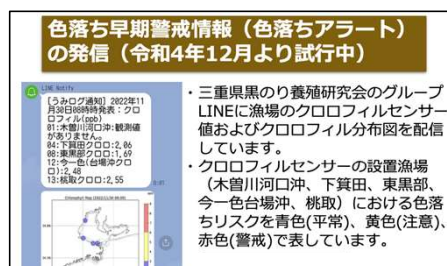 色落ち早期警戒情報（色落ちアラート）
の発信（令和4年12月より試行中）
LINE Notify
[うみログ通知] 2022年11
月30日08時時発表：クロ
ロフィル(ppb)
01:木曽川河口沖:観測値
がありません。
04:下箕田クロロ:2,06
08:東黒部クロロ:1,69
12:今一色(台場沖クロ
ロ):2,48
13:桃取クロロ:2,55
・三重県黒のり養殖研究会のグループ
LINEに漁場のクロロフィルセンサー
値およびクロロフィル分布図を配信
しています。
・クロロフィルセンサーの設置漁場
（木曽川河口沖、下箕田、東黒部、
今一色台場沖、桃取）における色落
ちリスクを青色(平常)、黄色(注意)、
赤色(警戒)で表しています。